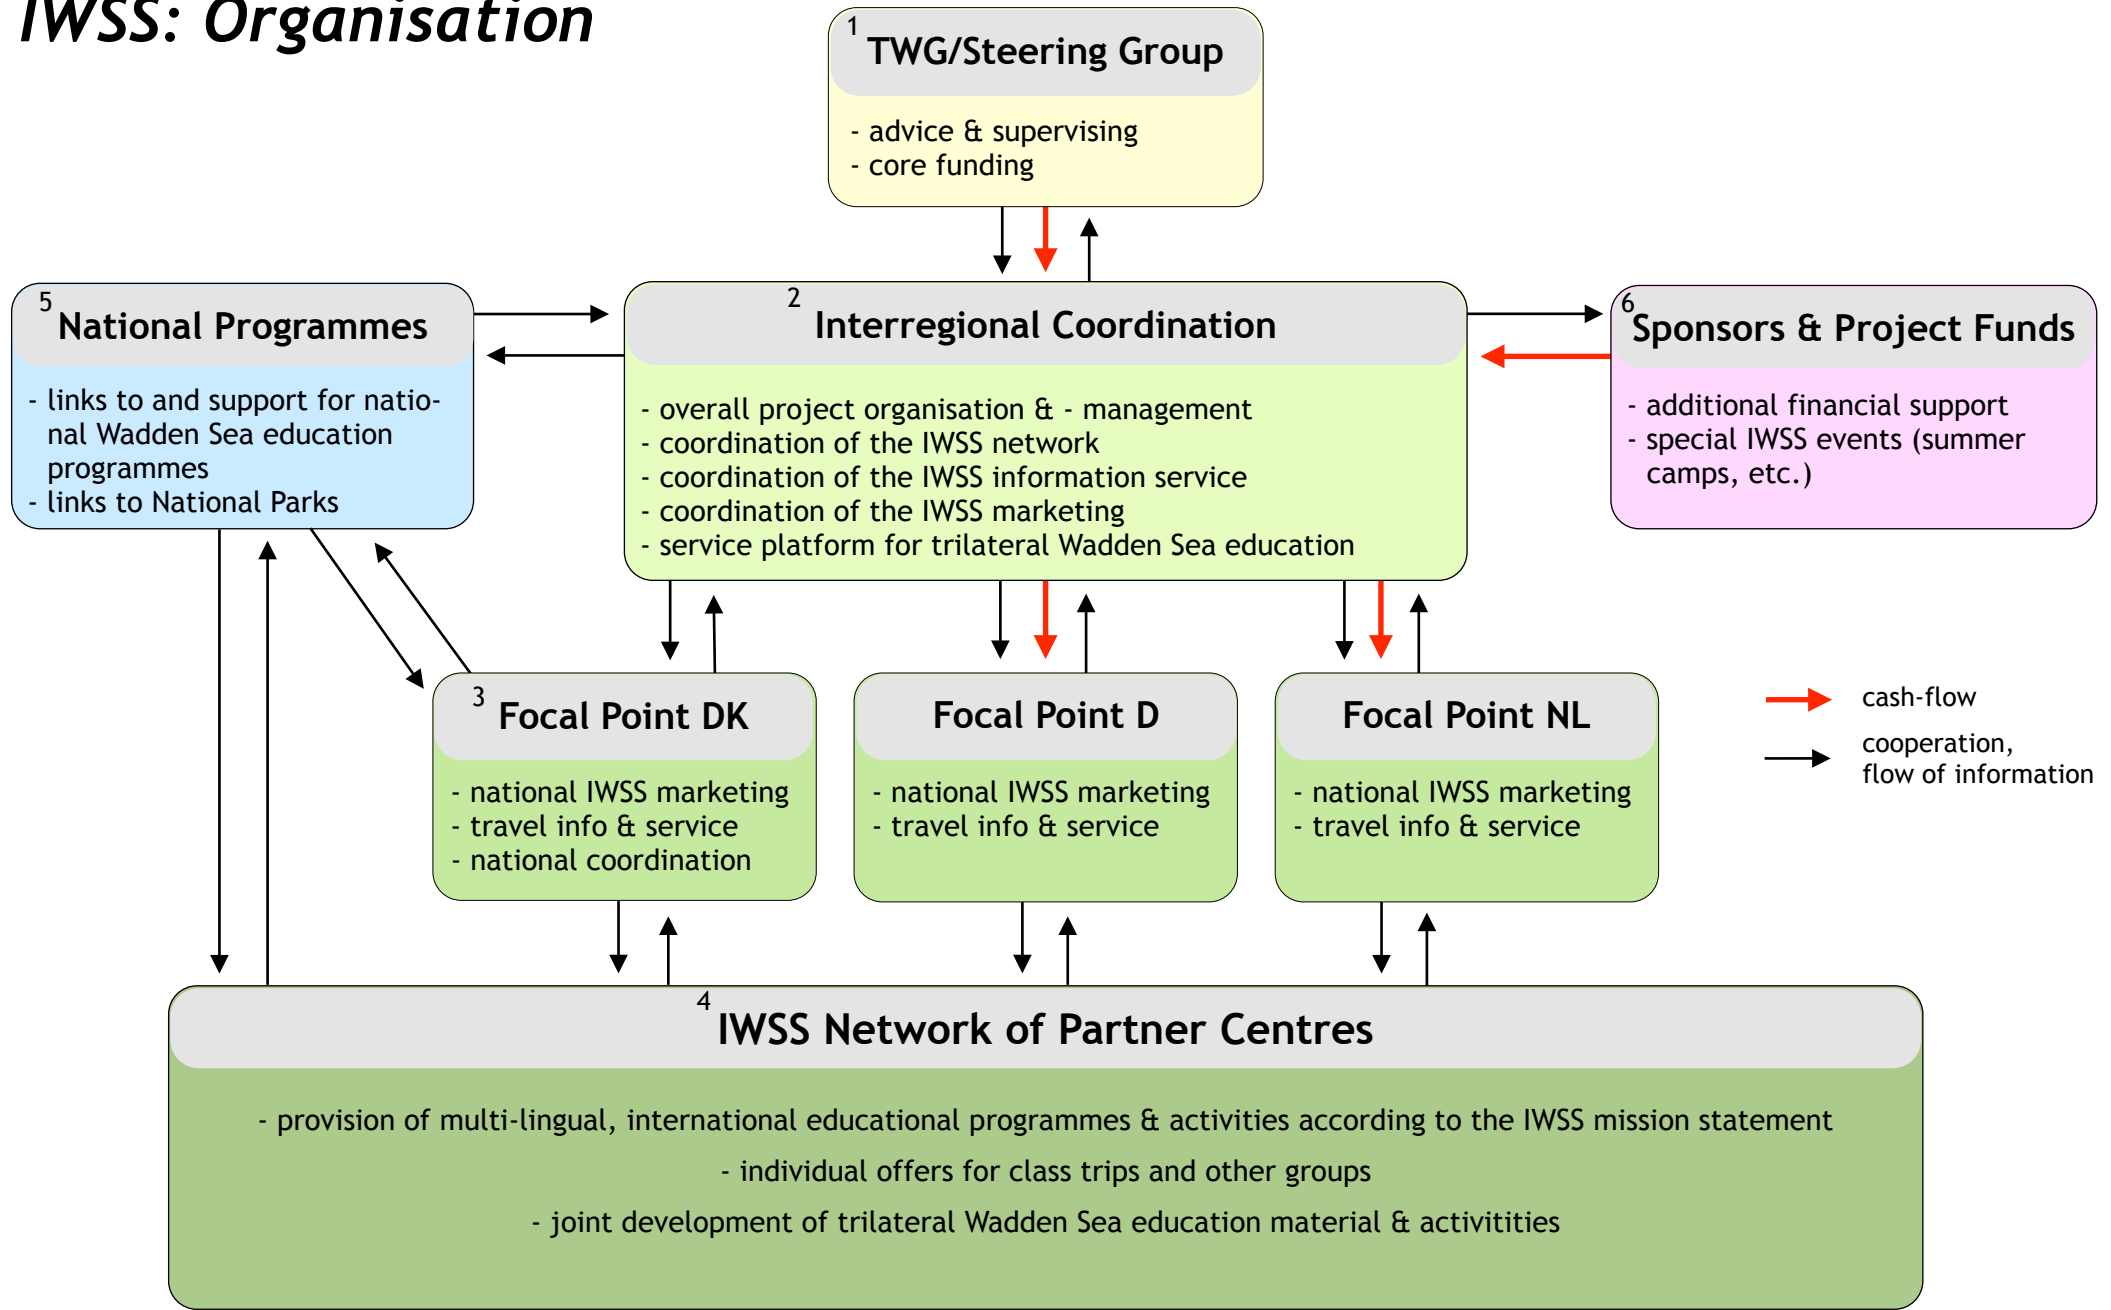 IWSS: Organisation
1
TWG/Steering Group
- advice & supervising
- core funding
5
National Programmes
- links to and support for natio-
nal Wadden Sea education
programmes
- links to National Parks
2
Interregional Coordination
- overall project organisation & - management
- coordination of the IWSS network
- coordination of the IWSS information service
- coordination of the IWSS marketing
- service platform for trilateral Wadden Sea education
6
Sponsors & Project Funds
- additional financial support
- special IWSS events (summer
camps, etc.)
3
Focal Point DK
- national IWSS marketing
- travel info & service
- national coordination
Focal Point D
- national IWSS marketing
- travel info & service
Focal Point NL
- national IWSS marketing
- travel info & service
cash-flow
cooperation,
flow of information
4
IWSS Network of Partner Centres
- provision of multi-lingual, international educational programmes & activities according to the IWSS mission statement
- individual offers for class trips and other groups
- joint development of trilateral Wadden Sea education material & activitities